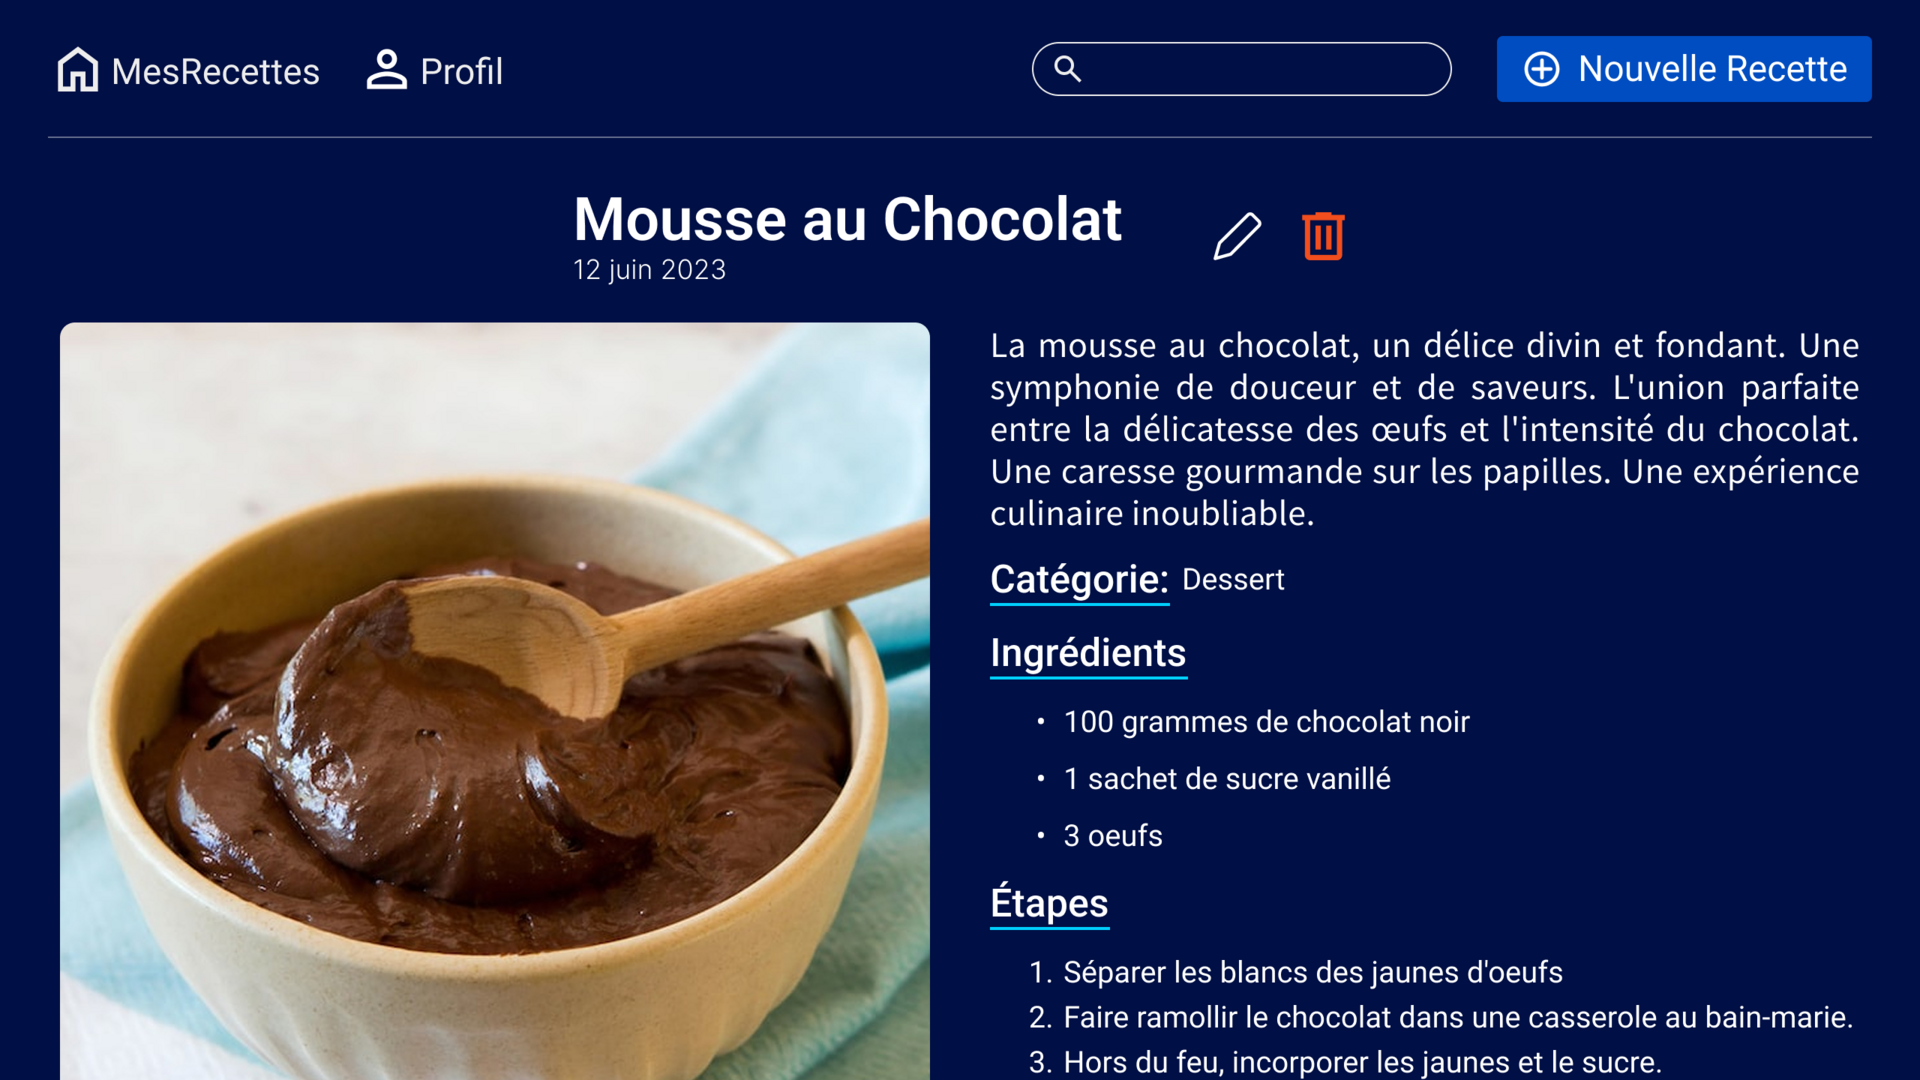 MesRecettes
Profil
Nouvelle Recette
Mousse au Chocolat
12 juin 2023
La mousse au chocolat, un délice divin et fondant. Une
symphonie de douceur et de saveurs. L'union parfaite
entre la délicatesse des œufs et l'intensité du chocolat.
Une caresse gourmande sur les papilles. Une expérience
culinaire inoubliable.
Catégorie: Dessert
Ingrédients
• 100 grammes de chocolat noir
• 1 sachet de sucre vanillé
• 3 oeufs
Étapes
1. Séparer les blancs des jaunes d'oeufs
2. Faire ramollir le chocolat dans une casserole au bain-marie.
3. Hors du feu, incorporer les jaunes et le sucre.